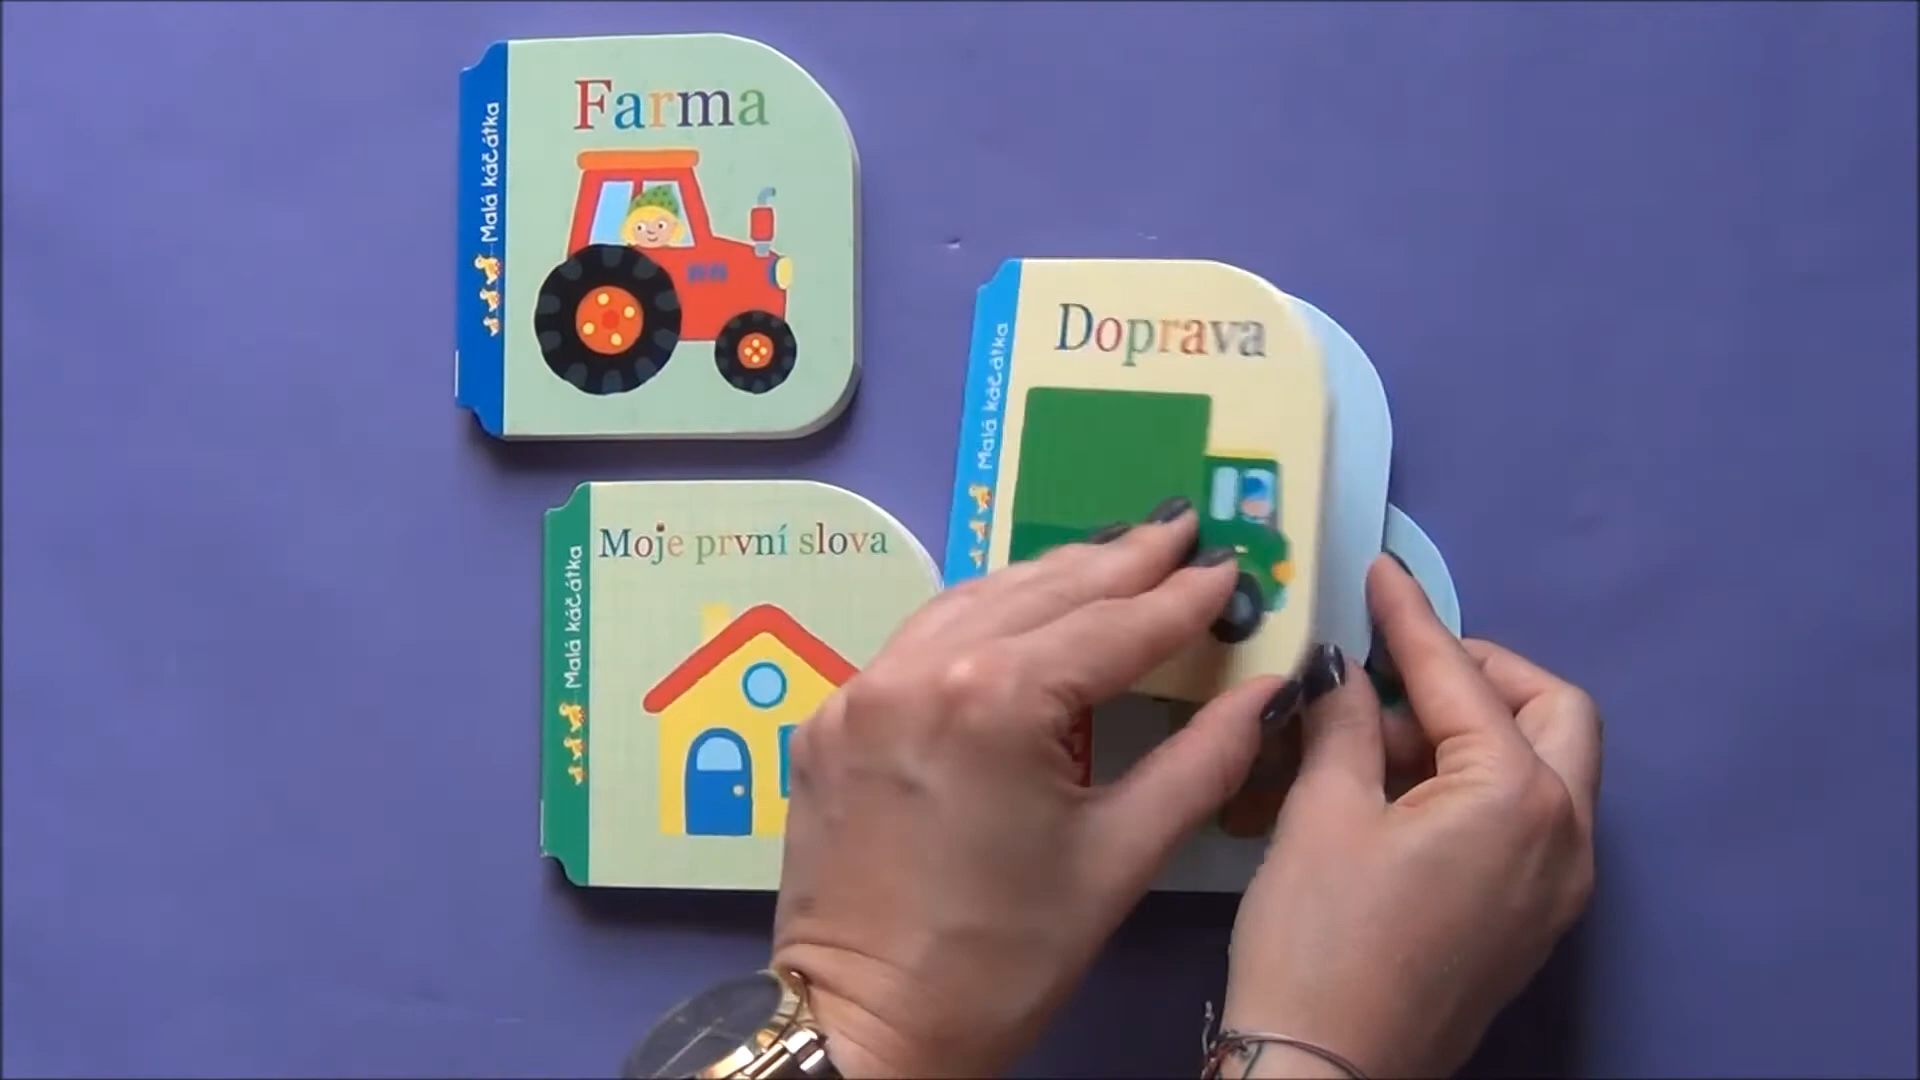 Farma
Malá káčátka
Doprava
Malá káčátka
Moje první slova
Malá káčátka